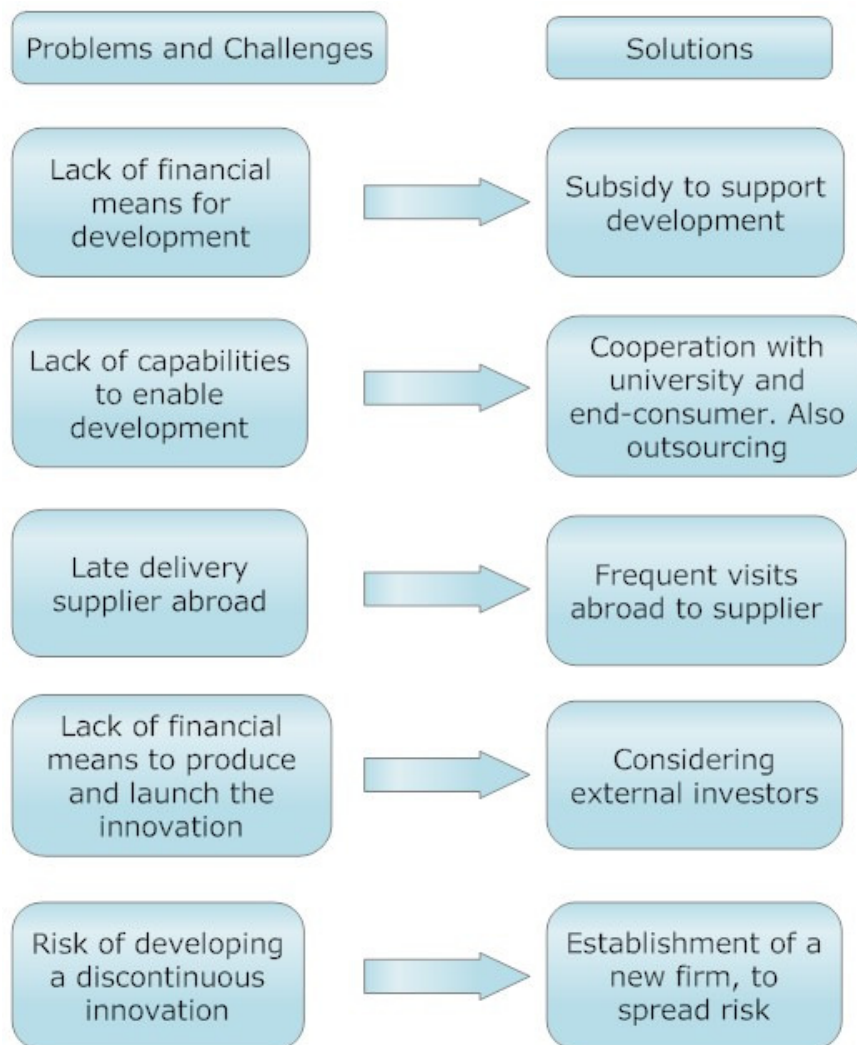 Problems and Challenges
Solutions
Lack of financial
means for
development
Subsidy to support
development
Lack of capabilities
to enable
development
Cooperation with
university and
end-consumer. Also
outsourcing
Late delivery
supplier abroad
Frequent visits
abroad to supplier
Lack of financial
means to produce
and launch the
innovation
Considering
external investors
Risk of developing
a discontinuous
innovation
Establishment of a
new firm, to
spread risk